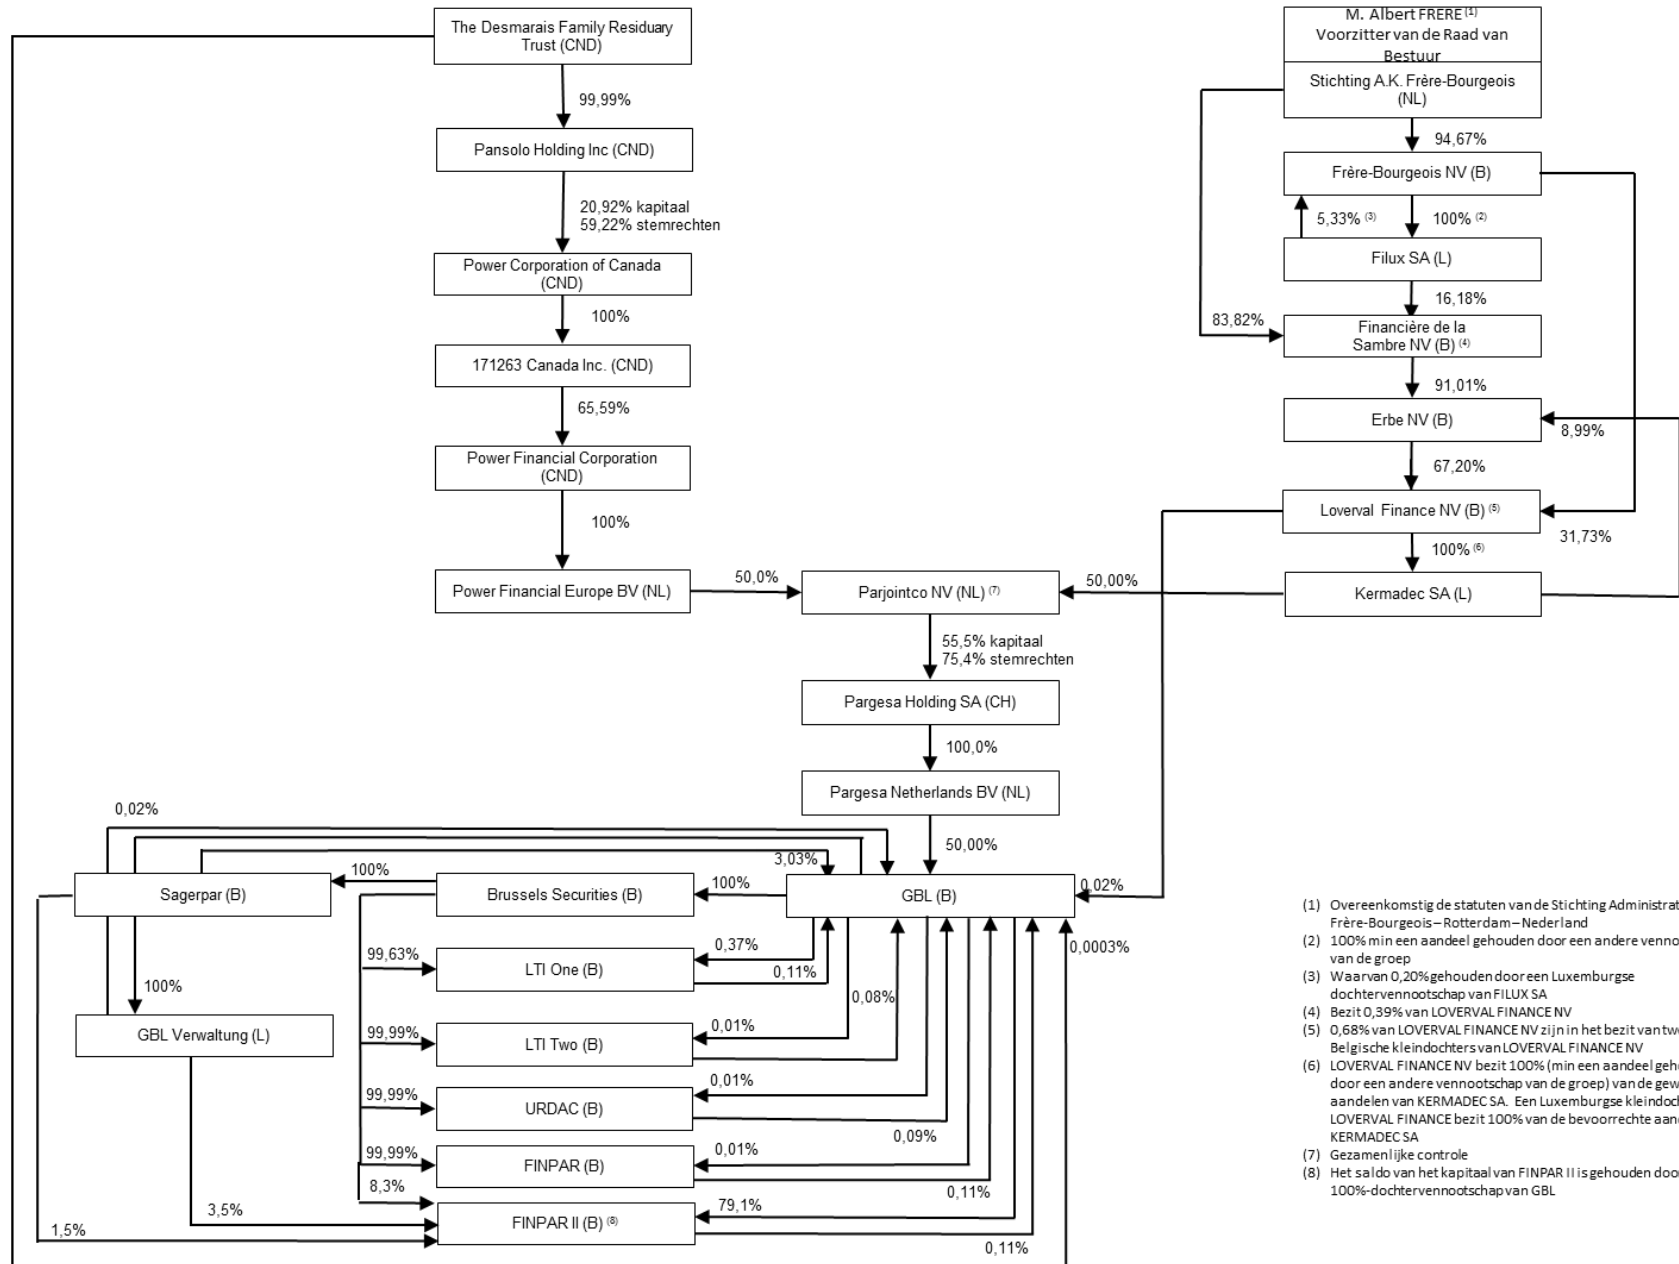 The Desmarais Family Residuary
Trust (CND)
99,99%
Pansolo Holding Inc (CND)
20,92% kapitaal
59,22% stemrechten
Power Corporation of Canada
(CND)
100%
171263 Canada Inc. (CND)
65,59%
Power Financial Corporation
(CND)
100%
Power Financial Europe BV (NL)
50,0%
M. Albert FRERE (1)
Voorzitter van de Raad van
Bestuur
Stichting A.K. Frère-Bourgeois
(NL)
94,67%
Frère-Bourgeois NV (B)
5,33% (3)
100% (2)
Filux SA (L)
16,18%
83,82%
Financière de la
Sambre NV (B) (4)
91,01%
Erbe NV (B)
8,99%
67,20%
Loverval Finance NV (B) (5)
31,73%
100% (6)
Kermadec SA (L)
50,00%
Parjointco NV (NL) (7)
55,5% kapitaal
75,4% stemrechten
Pargesa Holding SA (CH)
100,0%
Pargesa Netherlands BV (NL)
50,00%
0,02%
3,03%
100%
100%
0,02%
Sagerpar (B)
Brussels Securities (B)
GBL (B)
0,0003%
99,63%
LTI One (B)
0,37%
0,11%
100%
GBL Verwaltung (L)
99,99%
LTI Two (B)
0,01%
0,08%
99,99%
URDAC (B)
0,01%
0,09%
99,99%
FINPAR (B)
0,01%
0,11%
8,3%
3,5%
1,5%
FINPAR II (B) (8)
79,1%
0,11%
(1) Overeenkomstig de statuten van de Stichting
Frère-Bourgeois – Rotterdam – Nederland
(2) 100% min een aandeel gehouden door een andere
van de groep
(3) Waarvan 0,20% gehouden door een Luxemburgse
dochtervennootschap van FILUX SA
(4) Bezit 0,39% van LOVERVAL FINANCE NV
(5) 0,68% van LOVERVAL FINANCE NV zijn in het bezit van
Belgische kleindochters van LOVERVAL FINANCE NV
(6) LOVERVAL FINANCE NV bezit 100% (min een aandeel
door een andere vennootschap van de groep) van de
aandelen van KERMADEC SA. Een Luxemburgse
LOVERVAL FINANCE bezit 100% van de bevoorrechte
KERMADEC SA
(7) Gezamenlijke controle
(8) Het saldo van het kapitaal van FINPAR II is gehouden door
100%-dochtervennootschap van GBL